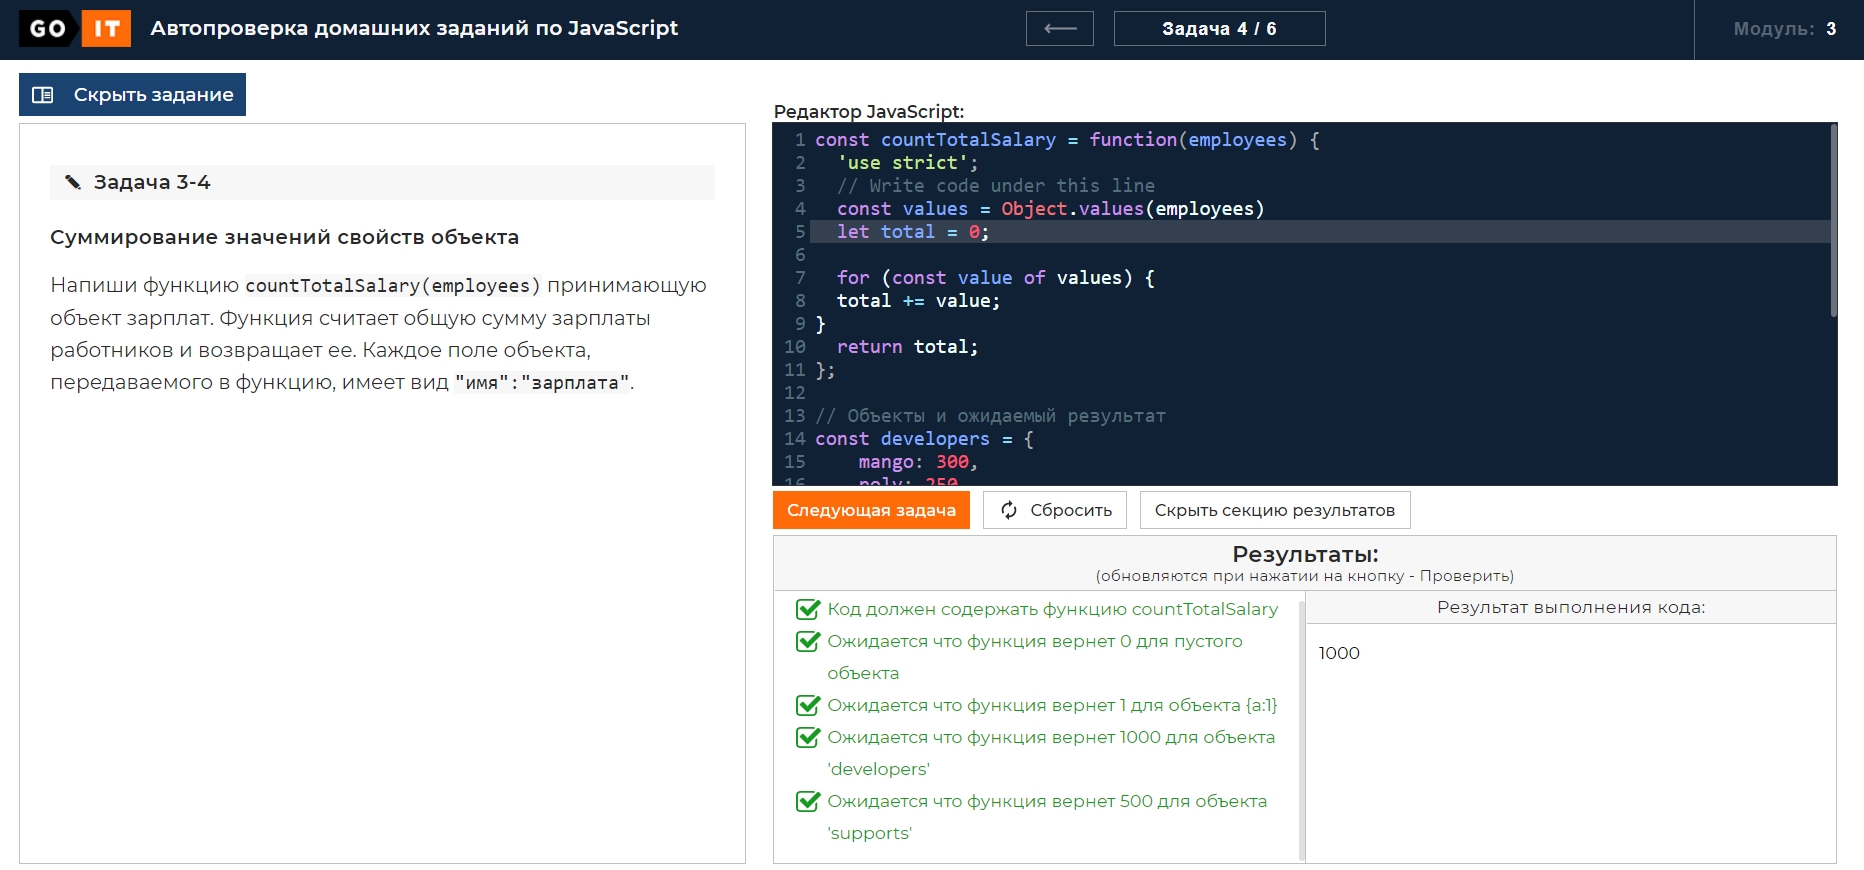 GO IT Автопроверка домашних заданий по JavaScript
Задача 4 / 6
Модуль: 3
Скрыть задание
Задача 3-4
Суммирование значений свойств объекта
Напиши функцию countTotalSalary(employees) принимающую
объект зарплат. Функция считает общую сумму зарплаты
работников и возвращает ее. Каждое поле объекта,
передаваемого в функцию, имеет вид "имя":"зарплата".
Редактор JavaScript:
1 const countTotalSalary = function(employees) {
2 'use strict';
3 // Write code under this line
4 const values = Object.values(employees)
5 let total = 0;
6
7 for (const value of values) {
8 total += value;
9 }
10 return total;
11 };
12
13 // Объекты и ожидаемый результат
14 const developers = {
15 mango: 300,
16 poly: 250,
Следующая задача
Сбросить
Скрыть секцию результатов
Результаты:
(обновляются при нажатии на кнопку - Проверить)
Код должен содержать функцию countTotalSalary
Ожидается что функция вернет 0 для пустого
объекта
Ожидается что функция вернет 1 для объекта {a:1}
Ожидается что функция вернет 1000 для объекта
'developers'
Ожидается что функция вернет 500 для объекта
'supports'
Результат выполнения кода:
1000